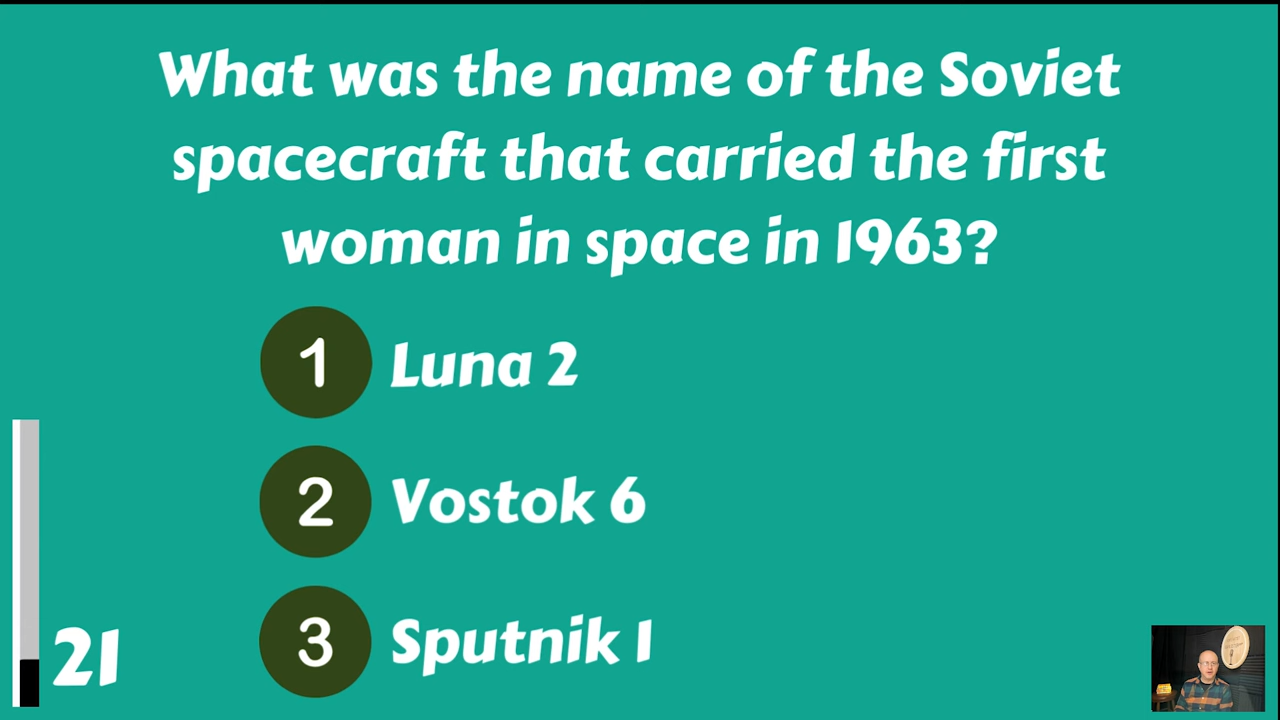 What was the name of the Soviet
spacecraft that carried the first
woman in space in 1963?
1 Luna 2
2 Vostok 6
3 Sputnik 1
21